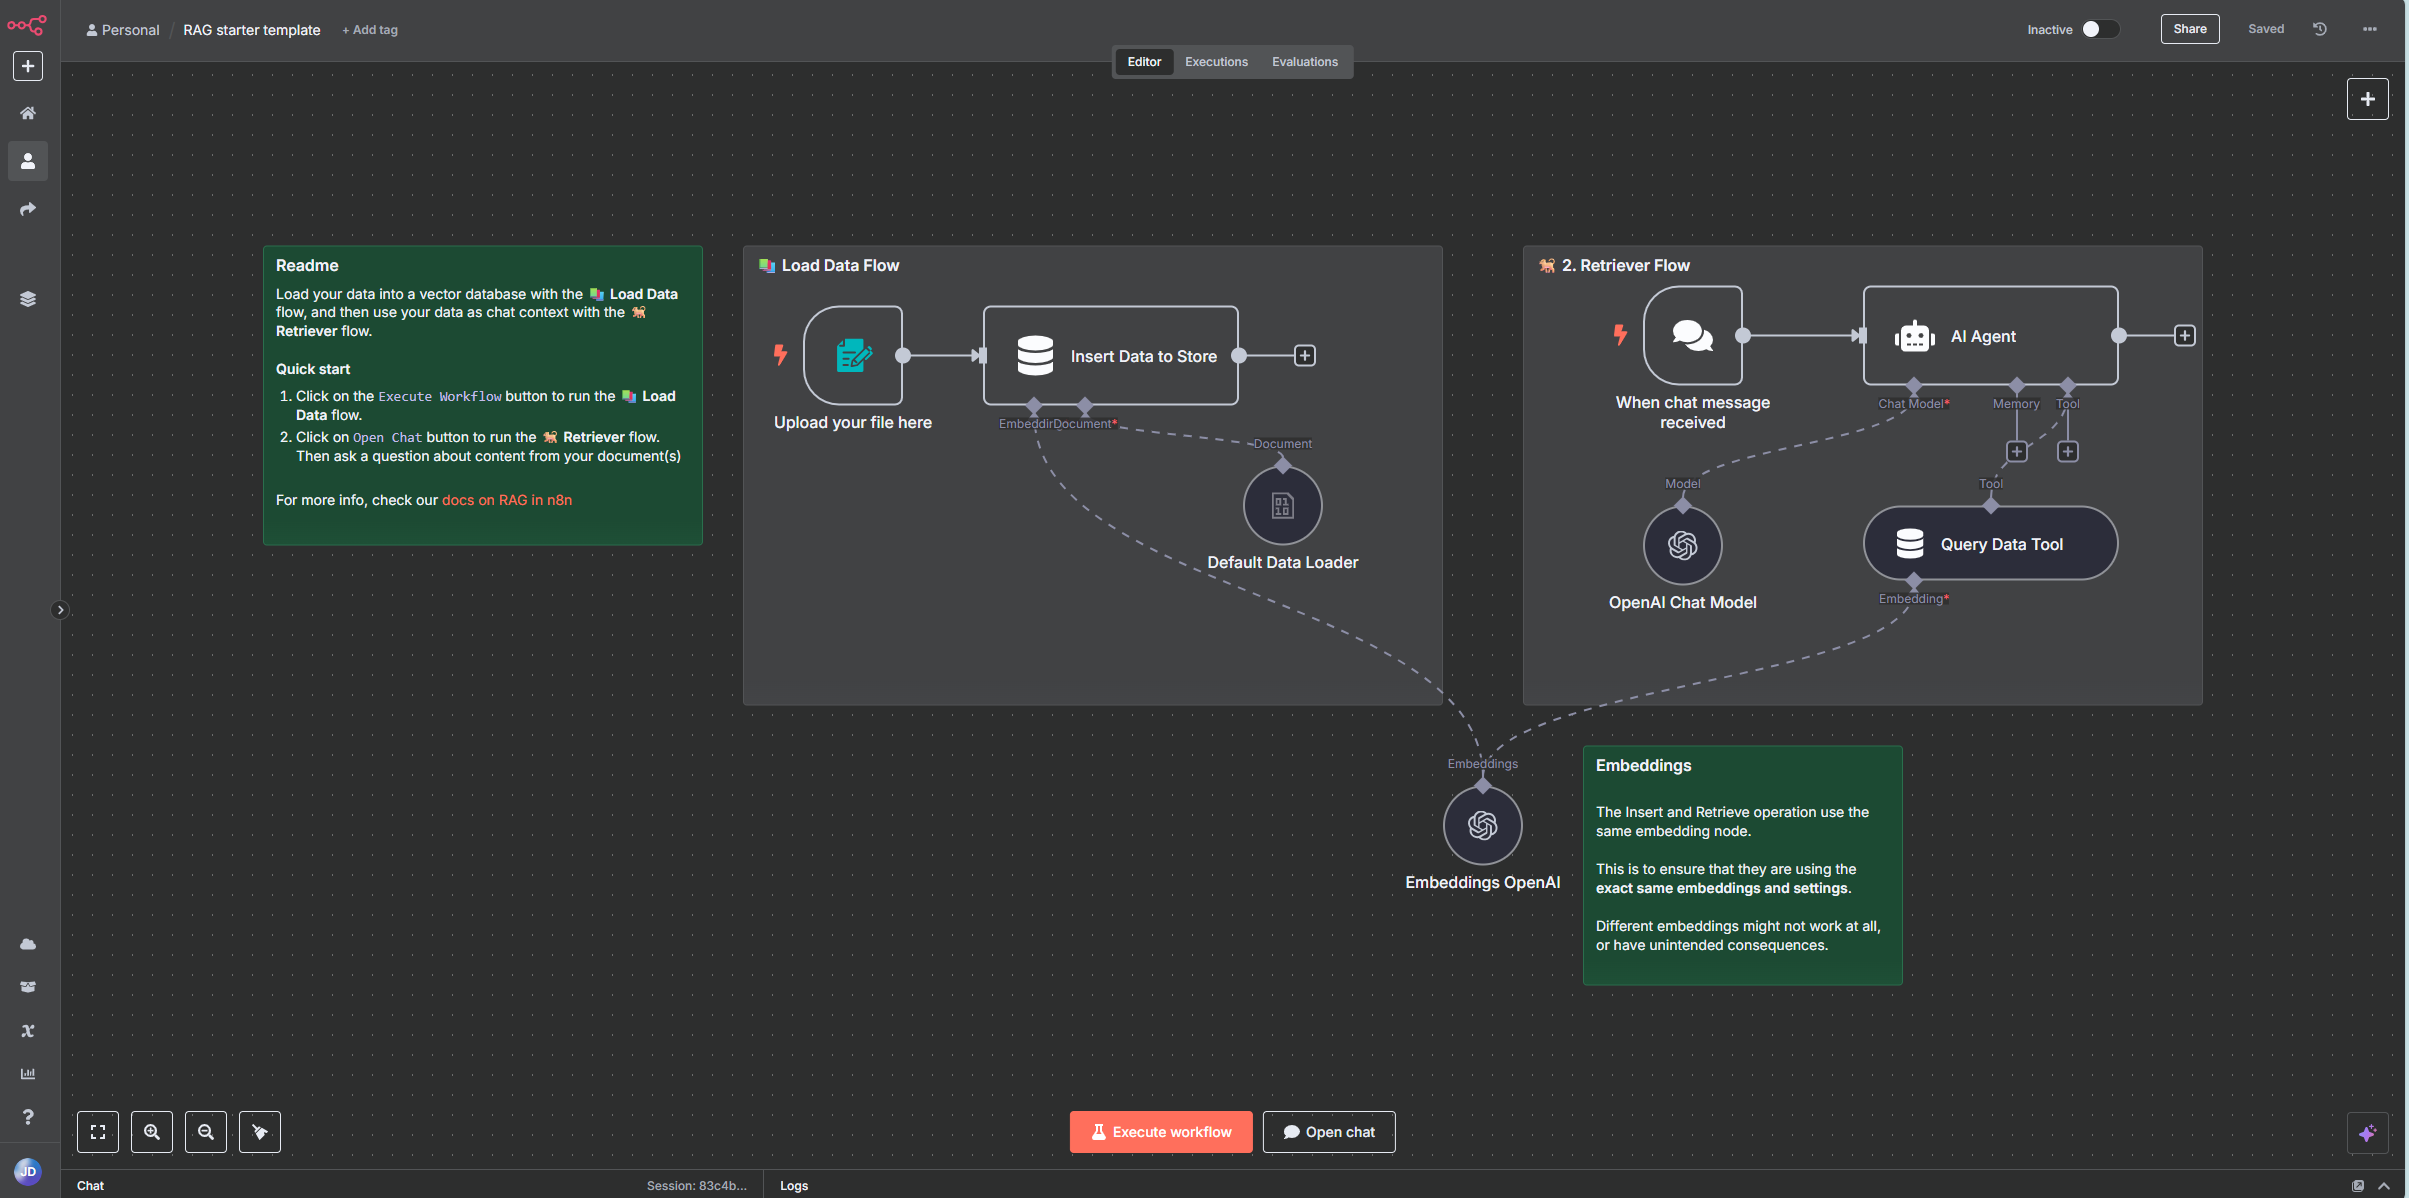 Personal / RAG starter template + Add tag
Inactive
Share
Saved
Editor Executions Evaluations
Readme
Load your data into a vector database with the 📚 Load Data
flow, and then use your data as chat context with the 🐕
Retriever flow.
Quick start
1. Click on the Execute Workflow button to run the 📚 Load
Data flow.
2. Click on Open Chat button to run the 🐕 Retriever flow.
Then ask a question about content from your document(s)
For more info, check our docs on RAG in n8n
📚 Load Data Flow
Upload your file here
Insert Data to Store
Document*
Document
01
10
Default Data Loader
🐕 2. Retriever Flow
When chat message
received
AI Agent
Chat Model*
Memory
Tool
Model
OpenAI Chat Model
Tool
Query Data Tool
Embedding*
Embeddings
Embeddings OpenAI
Embeddings
The Insert and Retrieve operation use the
same embedding node.
This is to ensure that they are using the
exact same embeddings and settings.
Different embeddings might not work at all,
or have unintended consequences.
Execute workflow
Open chat
JD
Chat
Session: 83c4b...
Logs